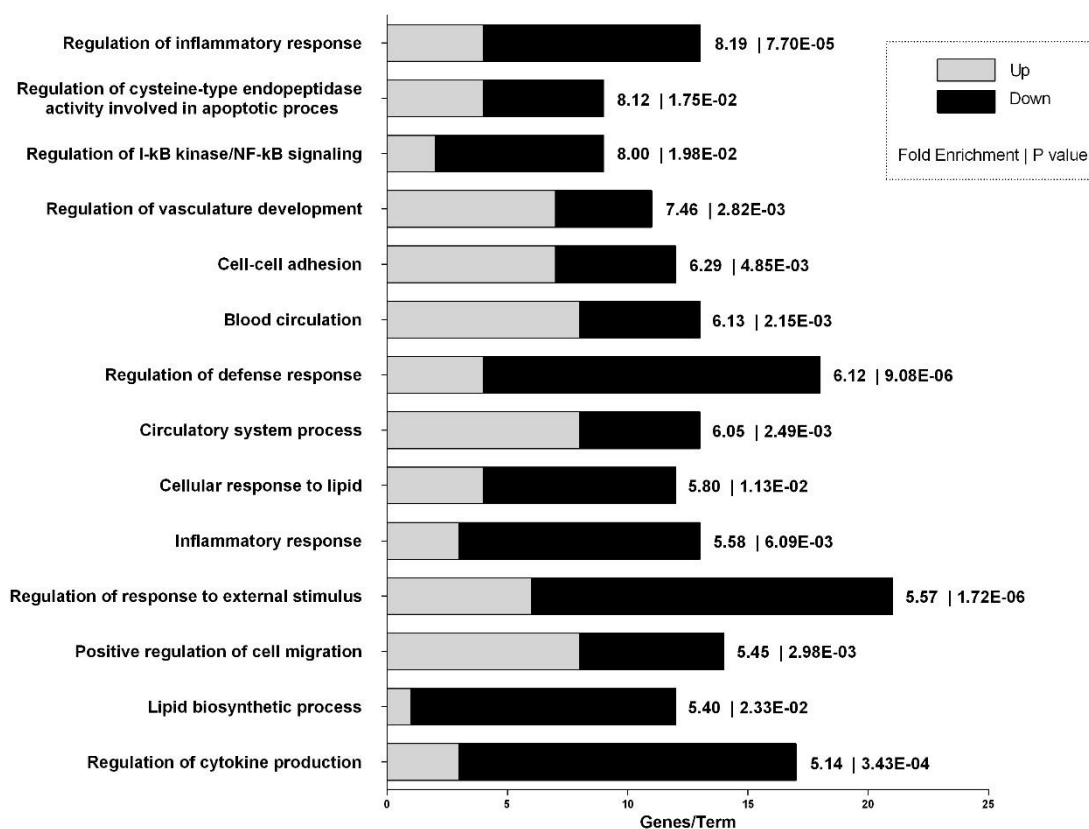 Regulation of inflammatory response
8.19 | 7.70E-05
Up
Down
Fold Enrichment | P value
Regulation of cysteine-type endopeptidase
activity involved in apoptotic proces
8.12 | 1.75E-02
Regulation of I-kB kinase/NF-kB signaling
8.00 | 1.98E-02
Regulation of vasculature development
7.46 | 2.82E-03
Cell-cell adhesion
6.29 | 4.85E-03
Blood circulation
6.13 | 2.15E-03
Regulation of defense response
6.12 | 9.08E-06
Circulatory system process
6.05 | 2.49E-03
Cellular response to lipid
5.80 | 1.13E-02
Inflammatory response
5.58 | 6.09E-03
Regulation of response to external stimulus
5.57 | 1.72E-06
Positive regulation of cell migration
5.45 | 2.98E-03
Lipid biosynthetic process
5.40 | 2.33E-02
Regulation of cytokine production
5.14 | 3.43E-04
0 5 10 15 20 25
Genes/Term